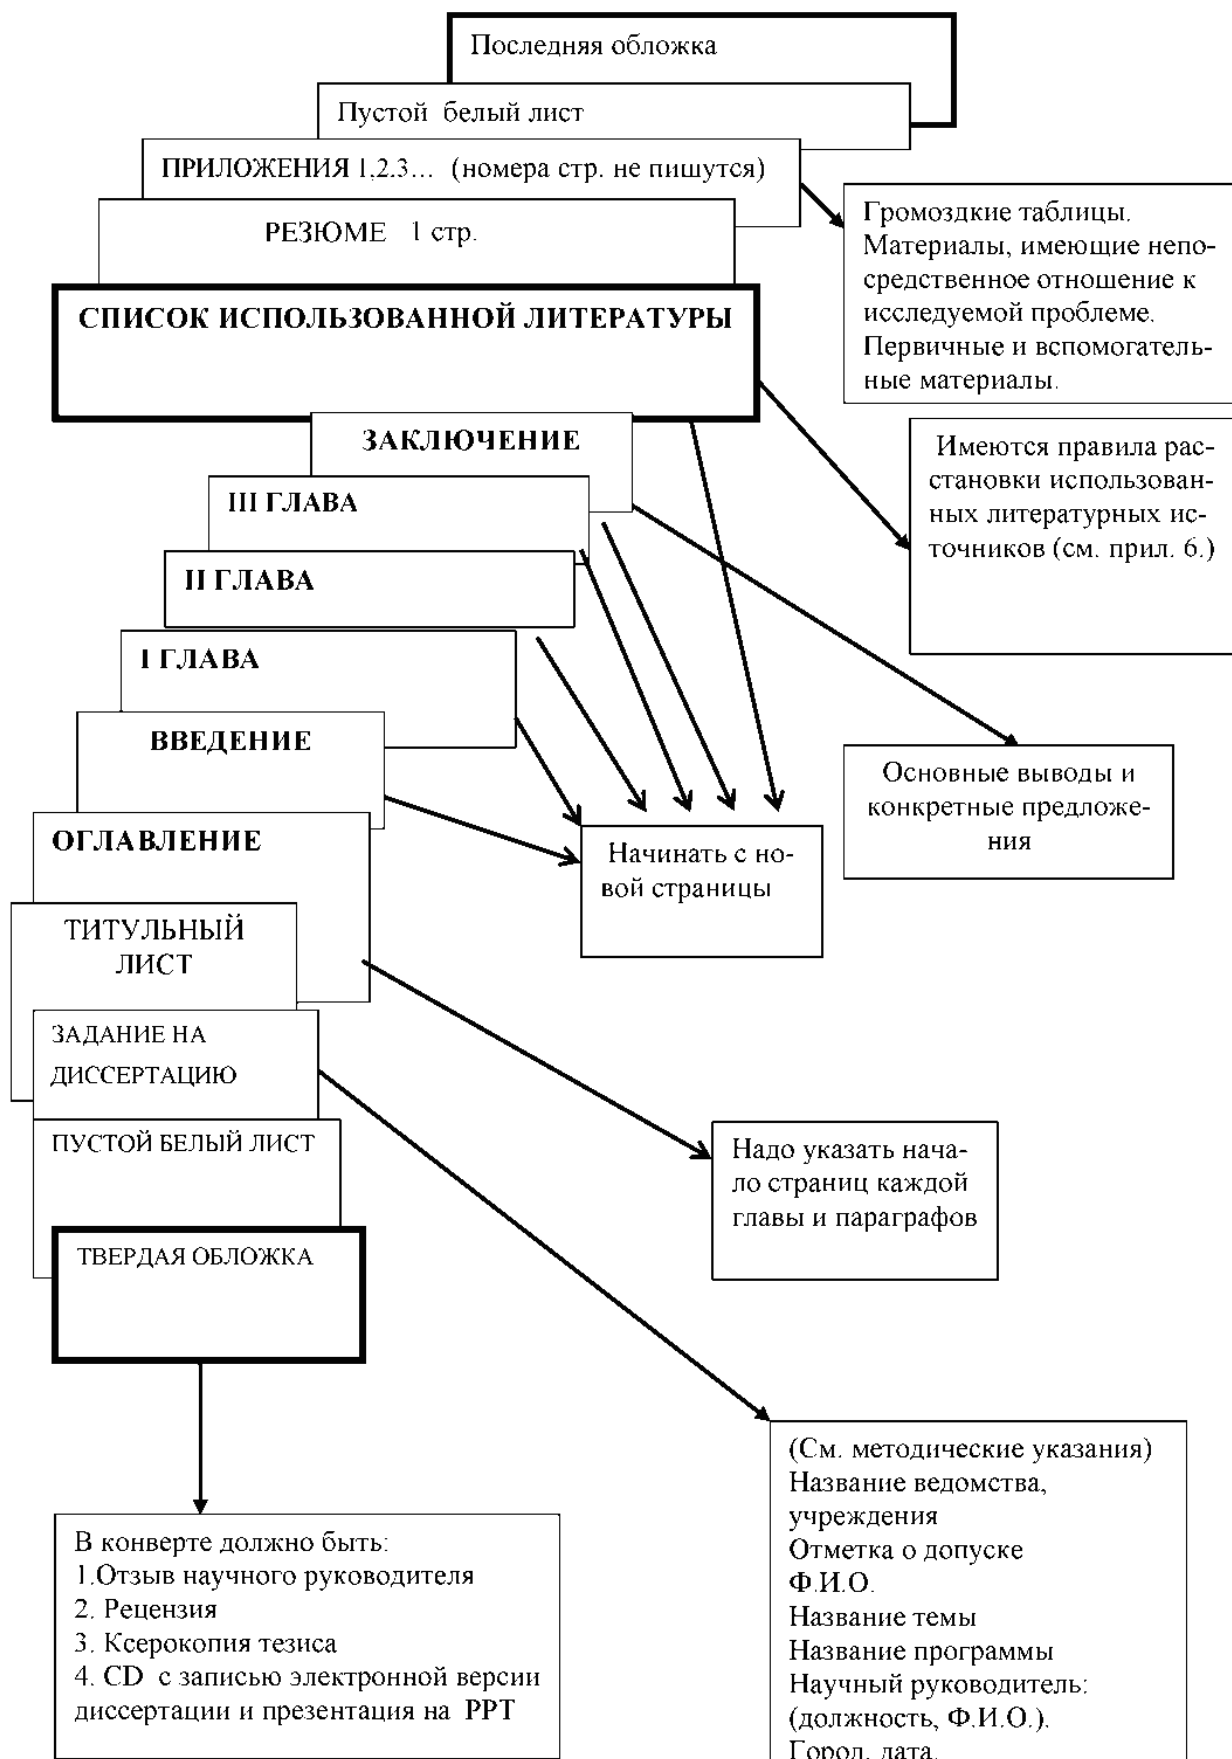 Последняя обложка
Пустой белый лист
ПРИЛОЖЕНИЯ 1,2.3... (номера стр. не пишутся)
РЕЗЮМЕ 1 стр.
Громоздкие таблицы.
Материалы, имеющие непо-
средственное отношение к
исследуемой проблеме.
Первичные и вспомогатель-
ные материалы.
СПИСОК ИСПОЛЬЗОВАННОЙ ЛИТЕРАТУРЫ
Имеются правила рас-
становки использован-
ных литературных ис-
точников (см. прил. 6.)
ЗАКЛЮЧЕНИЕ
III ГЛАВА
II ГЛАВА
I ГЛАВА
ВВЕДЕНИЕ
Основные выводы и
конкретные предложе-
ния
ОГЛАВЛЕНИЕ
Начинать с но-
вой страницы
ТИТУЛЬНЫЙ
ЛИСТ
ЗАДАНИЕ НА
ДИССЕРТАЦИЮ
ПУСТОЙ БЕЛЫЙ ЛИСТ
Надо указать нача-
ло страниц каждой
главы и параграфов
ТВЕРДАЯ ОБЛОЖКА
(См. методические указания)
Название ведомства,
учреждения
Отметка о допуске
Ф.И.О.
Название темы
Название программы
Научный руководитель:
(должность, Ф.И.О.).
Город, дата.
В конверте должно быть:
1.Отзыв научного руководителя
2. Рецензия
3. Ксерокопия тезиса
4. CD с записью электронной версии
диссертации и презентация на PPT